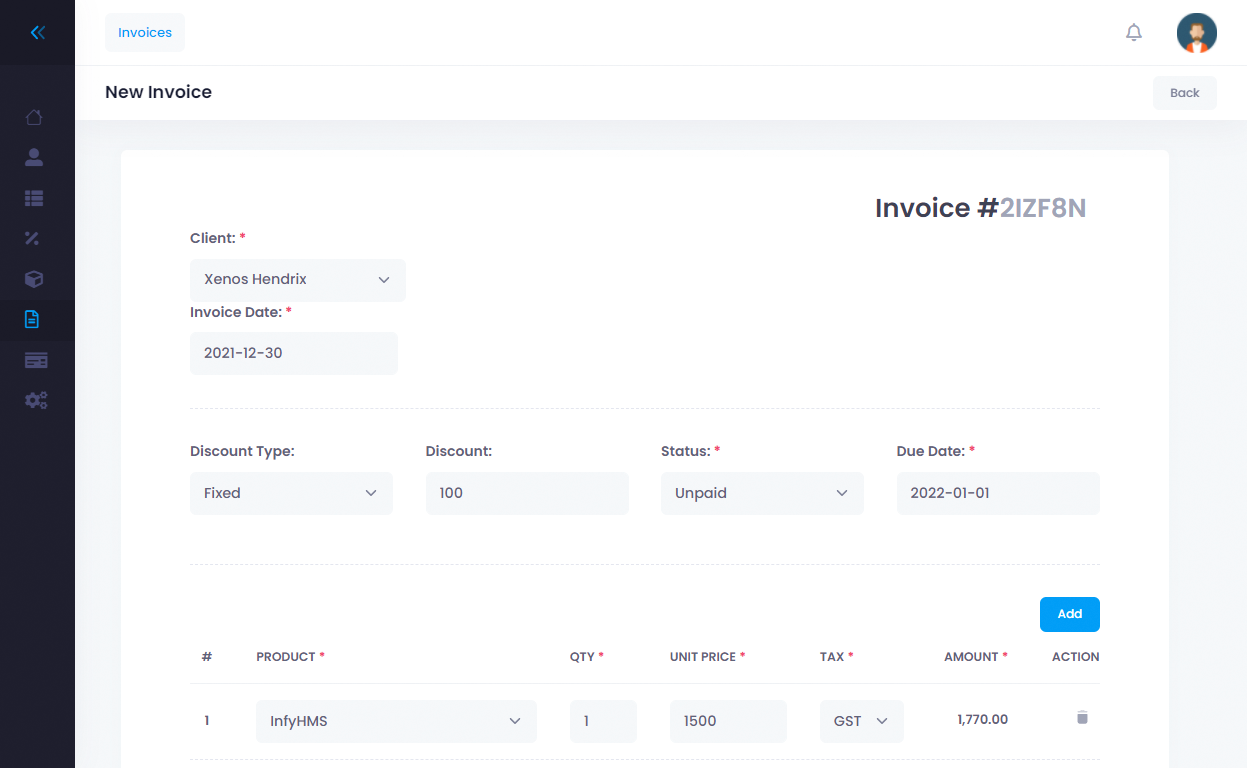 Invoices
New Invoice
Back
Invoice #2IZF8N
Client: *
Xenos Hendrix
Invoice Date: *
2021-12-30
Discount Type: Discount: Status: * Due Date: *
Fixed 100 Unpaid 2022-01-01
Add
# PRODUCT * QTY * UNIT PRICE * TAX * AMOUNT * ACTION
1 InfyHMS 1 1500 GST 1,770.00